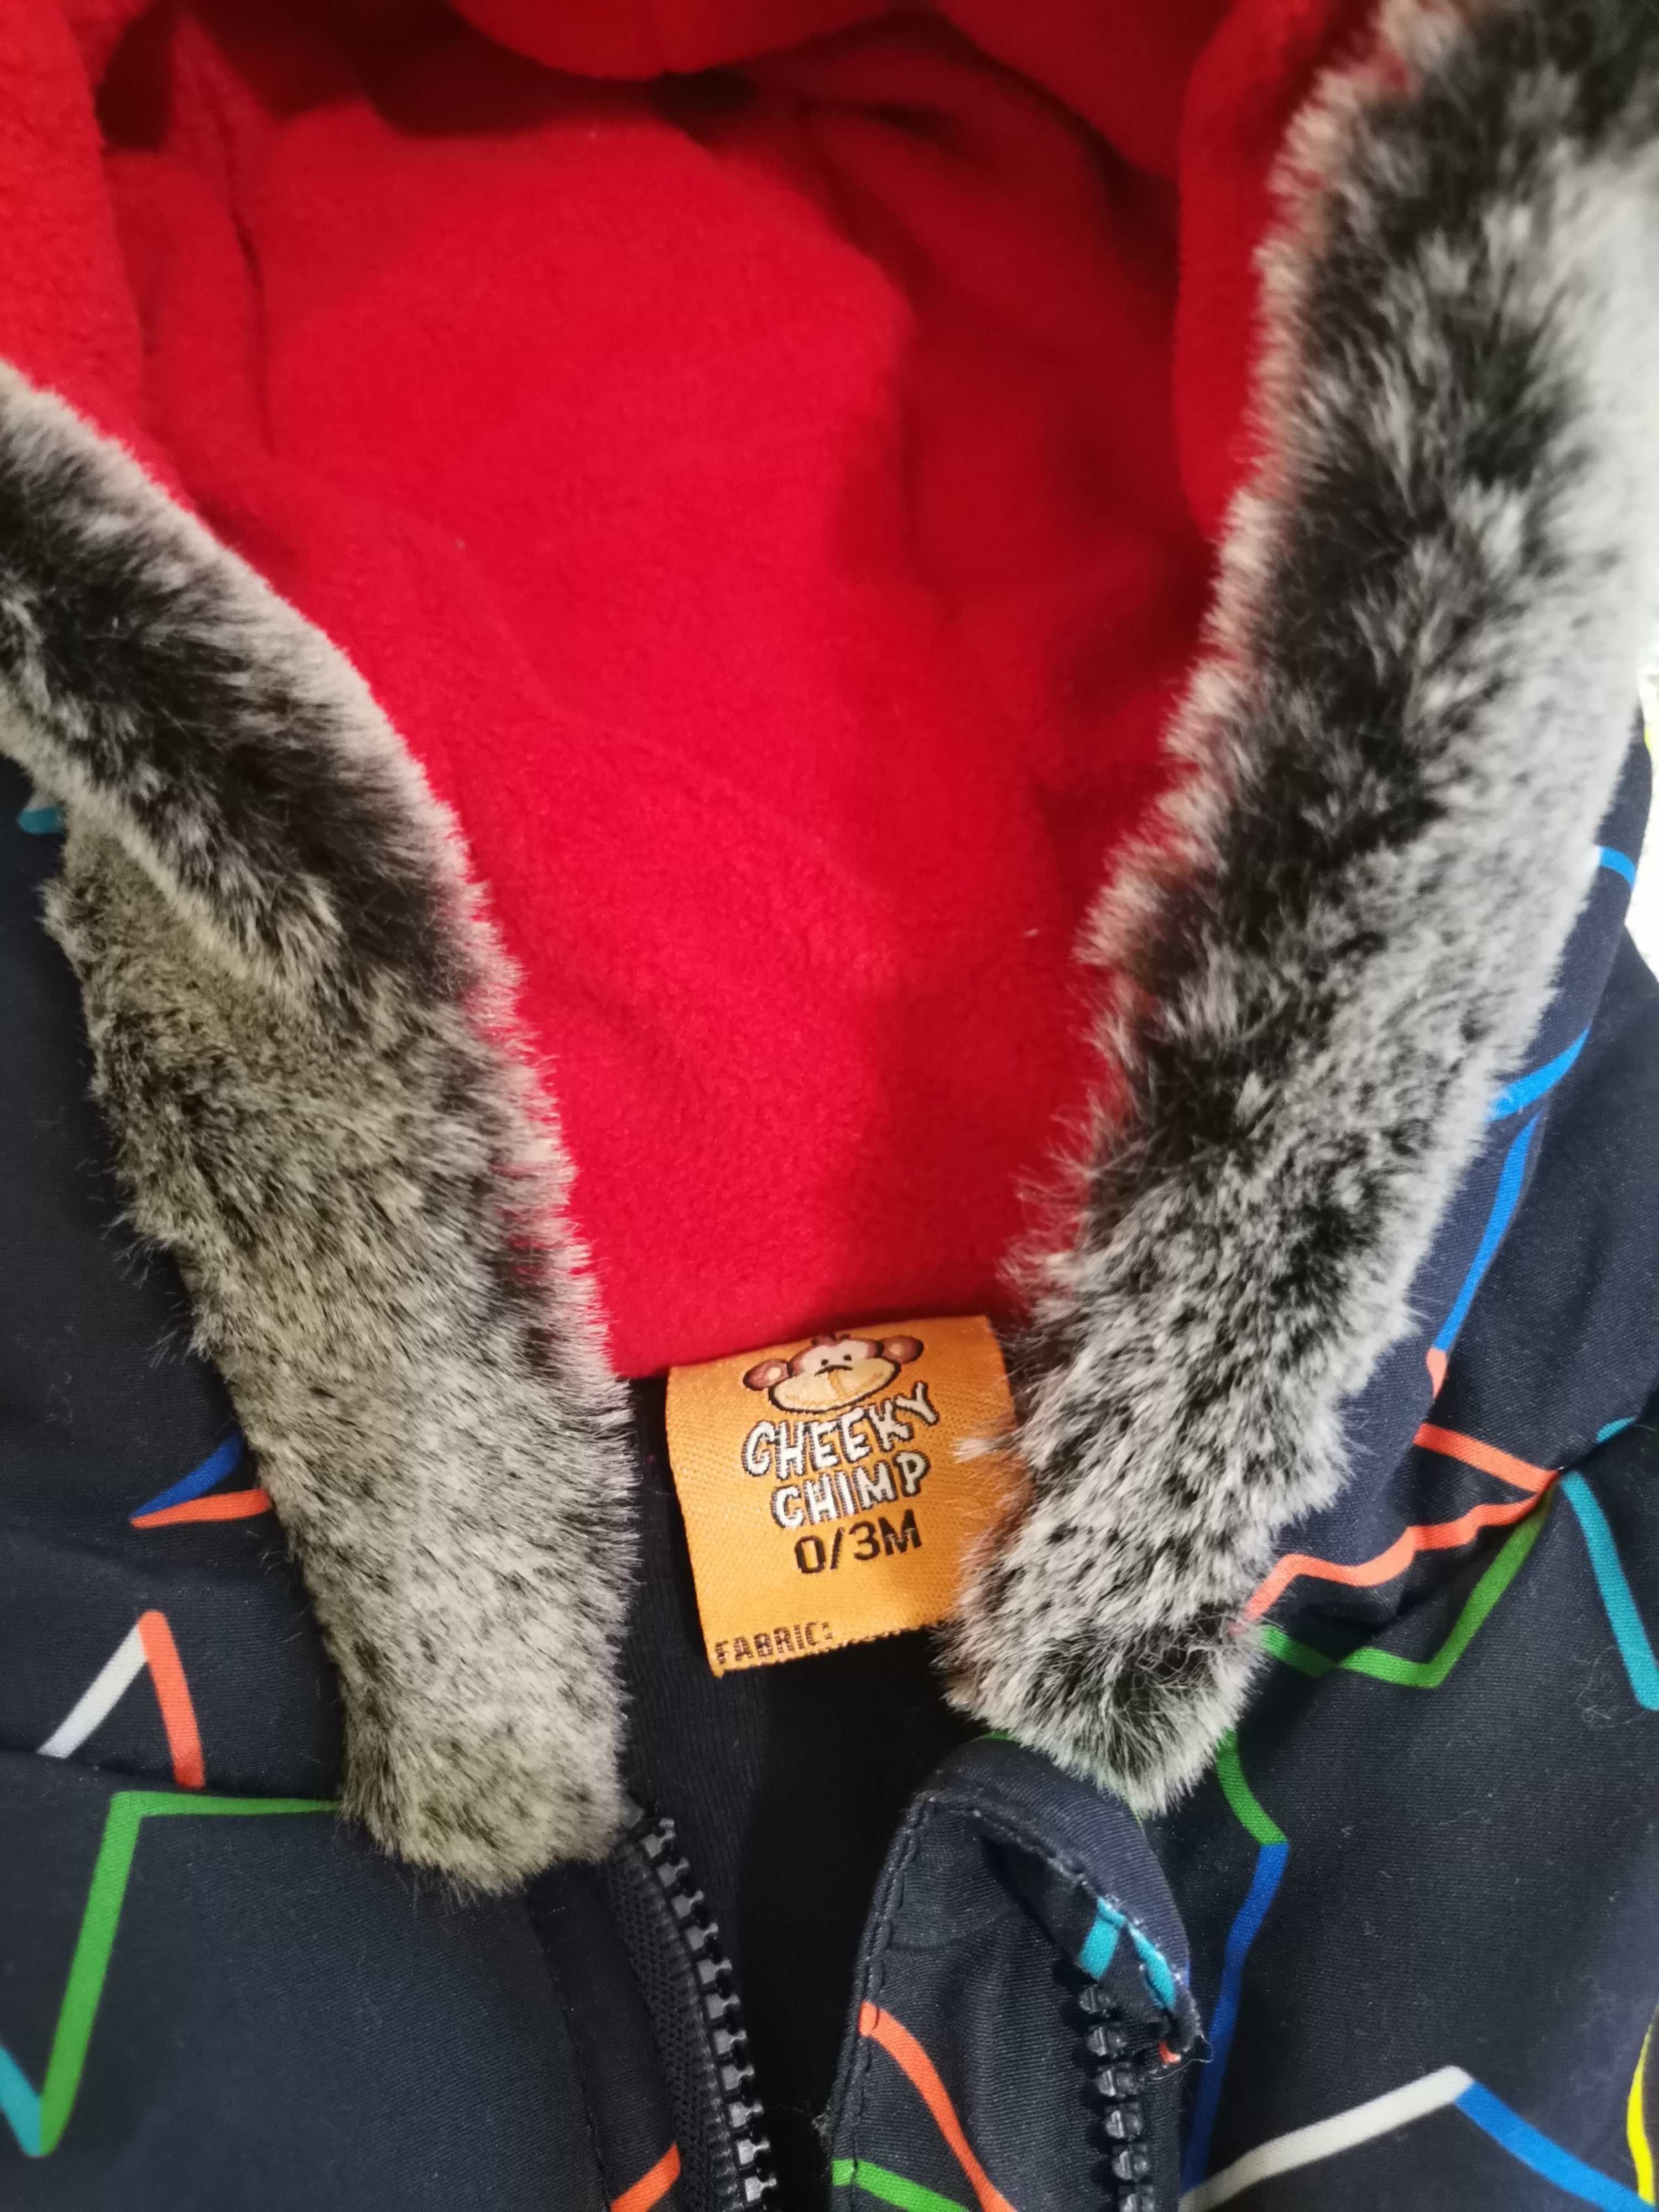 CHEEKY
CHIMP
0/3M
FABRIC: